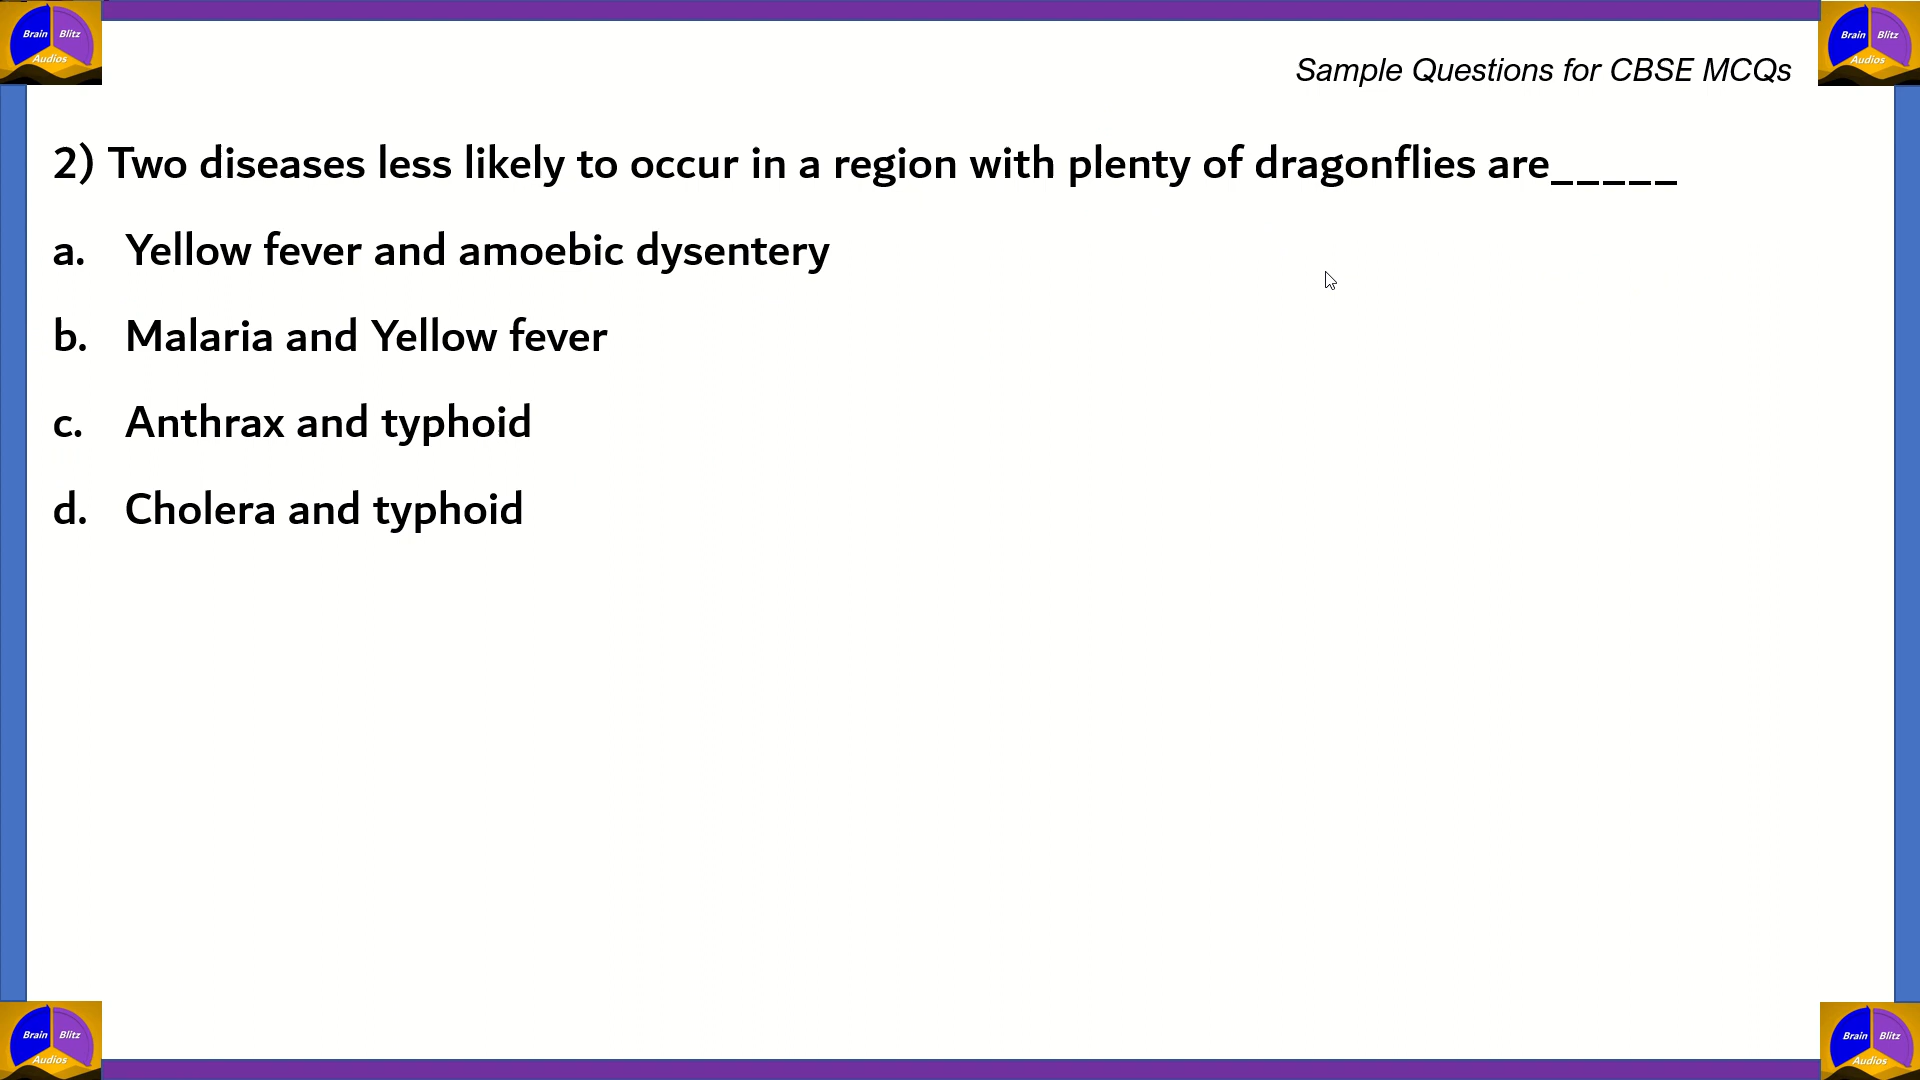 Brain Blitz
Audios
Brain Blitz
Audios
Sample Questions for CBSE MCQs
2) Two diseases less likely to occur in a region with plenty of dragonflies are_____
a. Yellow fever and amoebic dysentery
b. Malaria and Yellow fever
c. Anthrax and typhoid
d. Cholera and typhoid
Brain Blitz
Audios
Brain Blitz
Audios